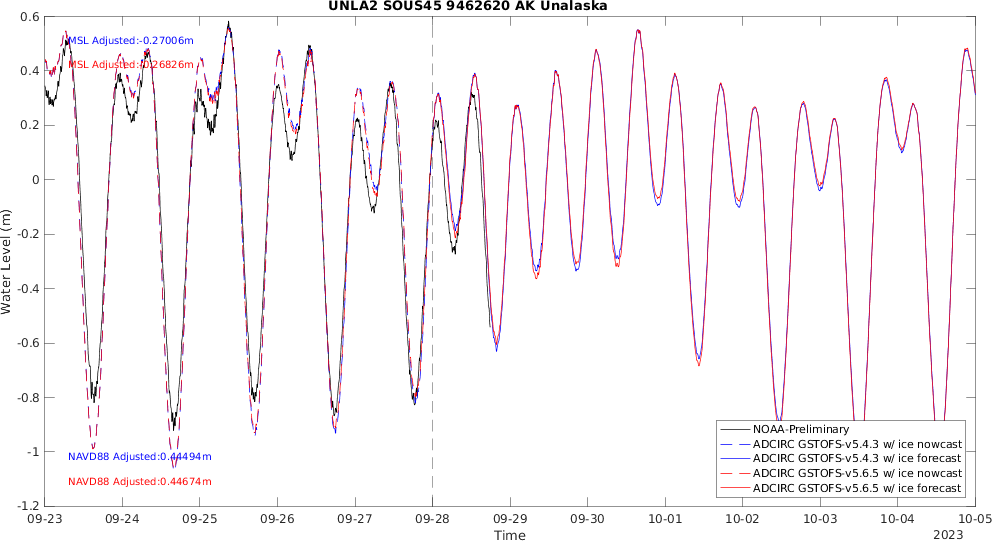 UNLA2 SOUS45 9462620 AK Unalaska
0.6
0.4
0.2
0
-0.2
-0.4
-0.6
-0.8
-1
-1.2
Water Level (m)
MSL Adjusted:-0.27006m
MSL Adjusted:-0.26826m
NAVD88 Adjusted:0.44494m
NAVD88 Adjusted:0.44674m
NOAA-Preliminary
ADCIRC GSTOFS-v5.4.3 w/ ice nowcast
ADCIRC GSTOFS-v5.4.3 w/ ice forecast
ADCIRC GSTOFS-v5.6.5 w/ ice nowcast
ADCIRC GSTOFS-v5.6.5 w/ ice forecast
09-23 09-24 09-25 09-26 09-27 09-28 09-29 09-30 10-01 10-02 10-03 10-04 10-05
Time
2023